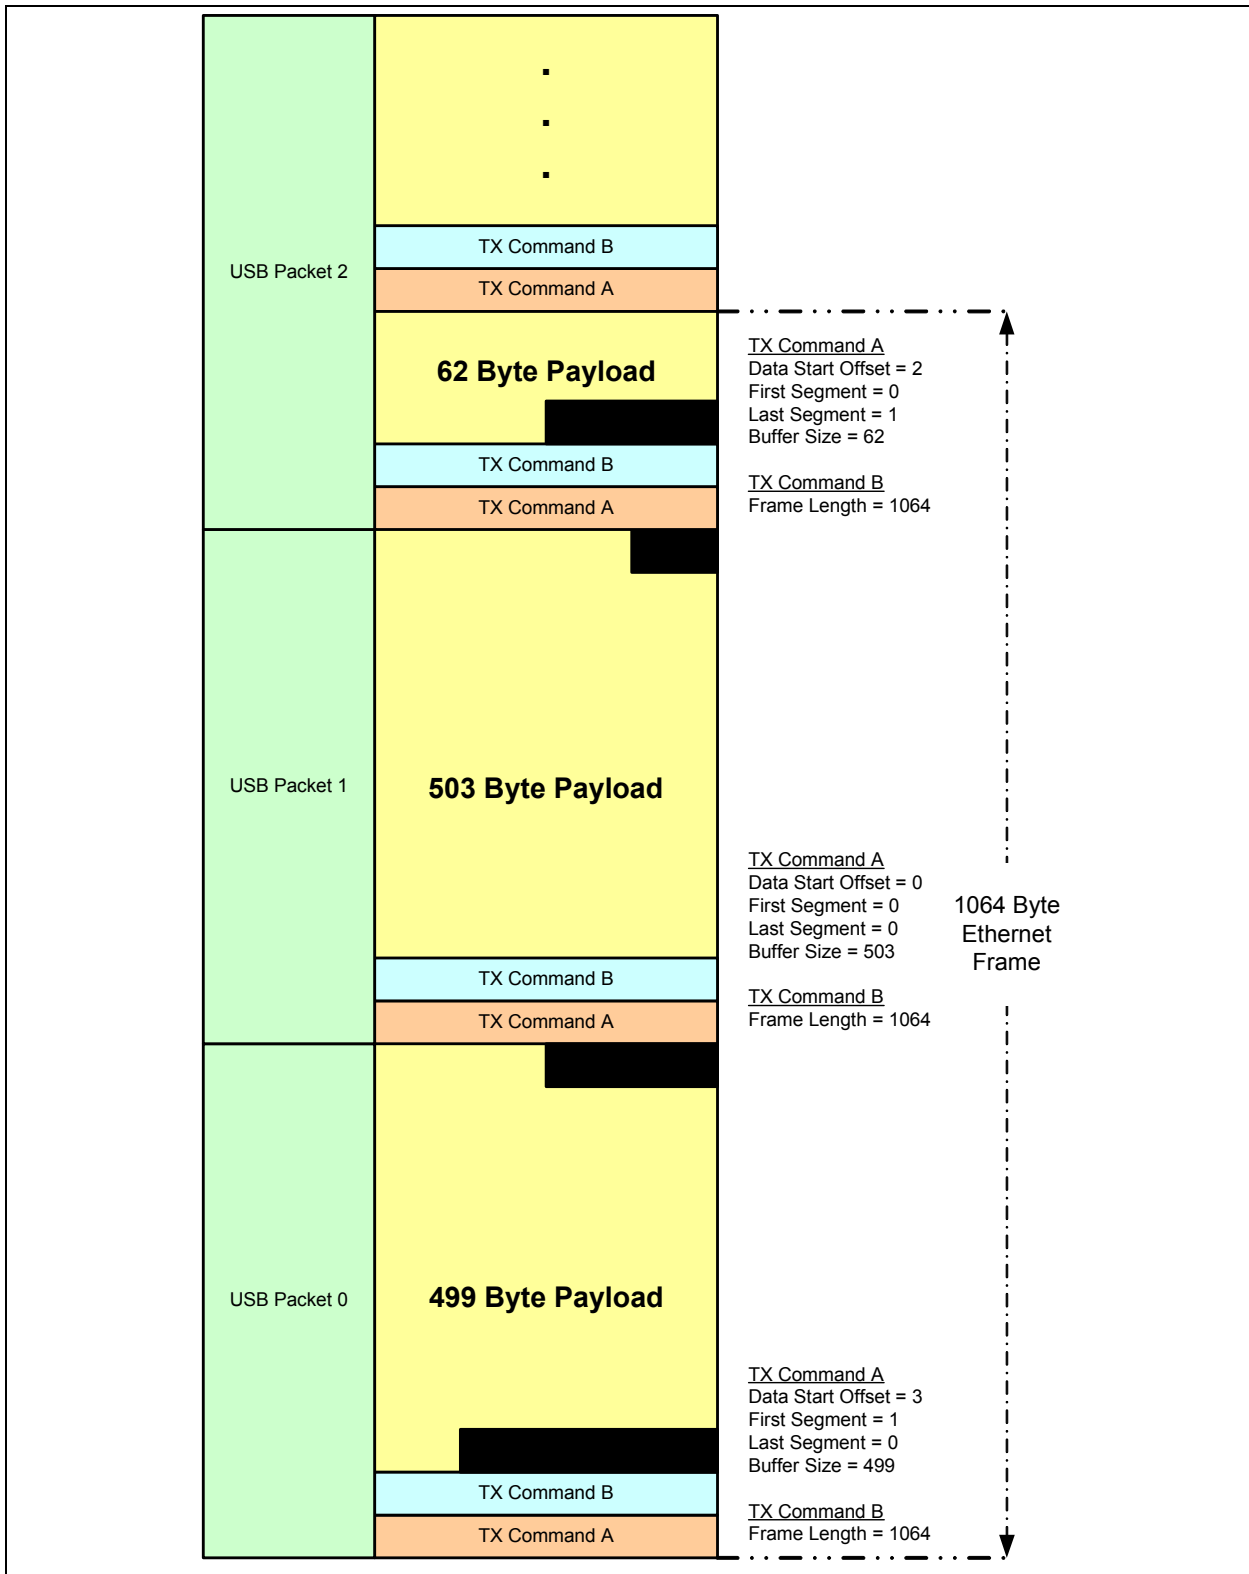 TX Command B
USB Packet 2
TX Command A
62 Byte Payload
TX Command A
Data Start Offset = 2
First Segment = 0
Last Segment = 1
Buffer Size = 62
TX Command B
TX Command B
Frame Length = 1064
TX Command A
USB Packet 1
503 Byte Payload
TX Command A
Data Start Offset = 0
First Segment = 0
Last Segment = 0
Buffer Size = 503
1064 Byte
Ethernet
Frame
TX Command B
TX Command B
Frame Length = 1064
TX Command A
USB Packet 0
499 Byte Payload
TX Command A
Data Start Offset = 3
First Segment = 1
Last Segment = 0
Buffer Size = 499
TX Command B
TX Command B
Frame Length = 1064
TX Command A